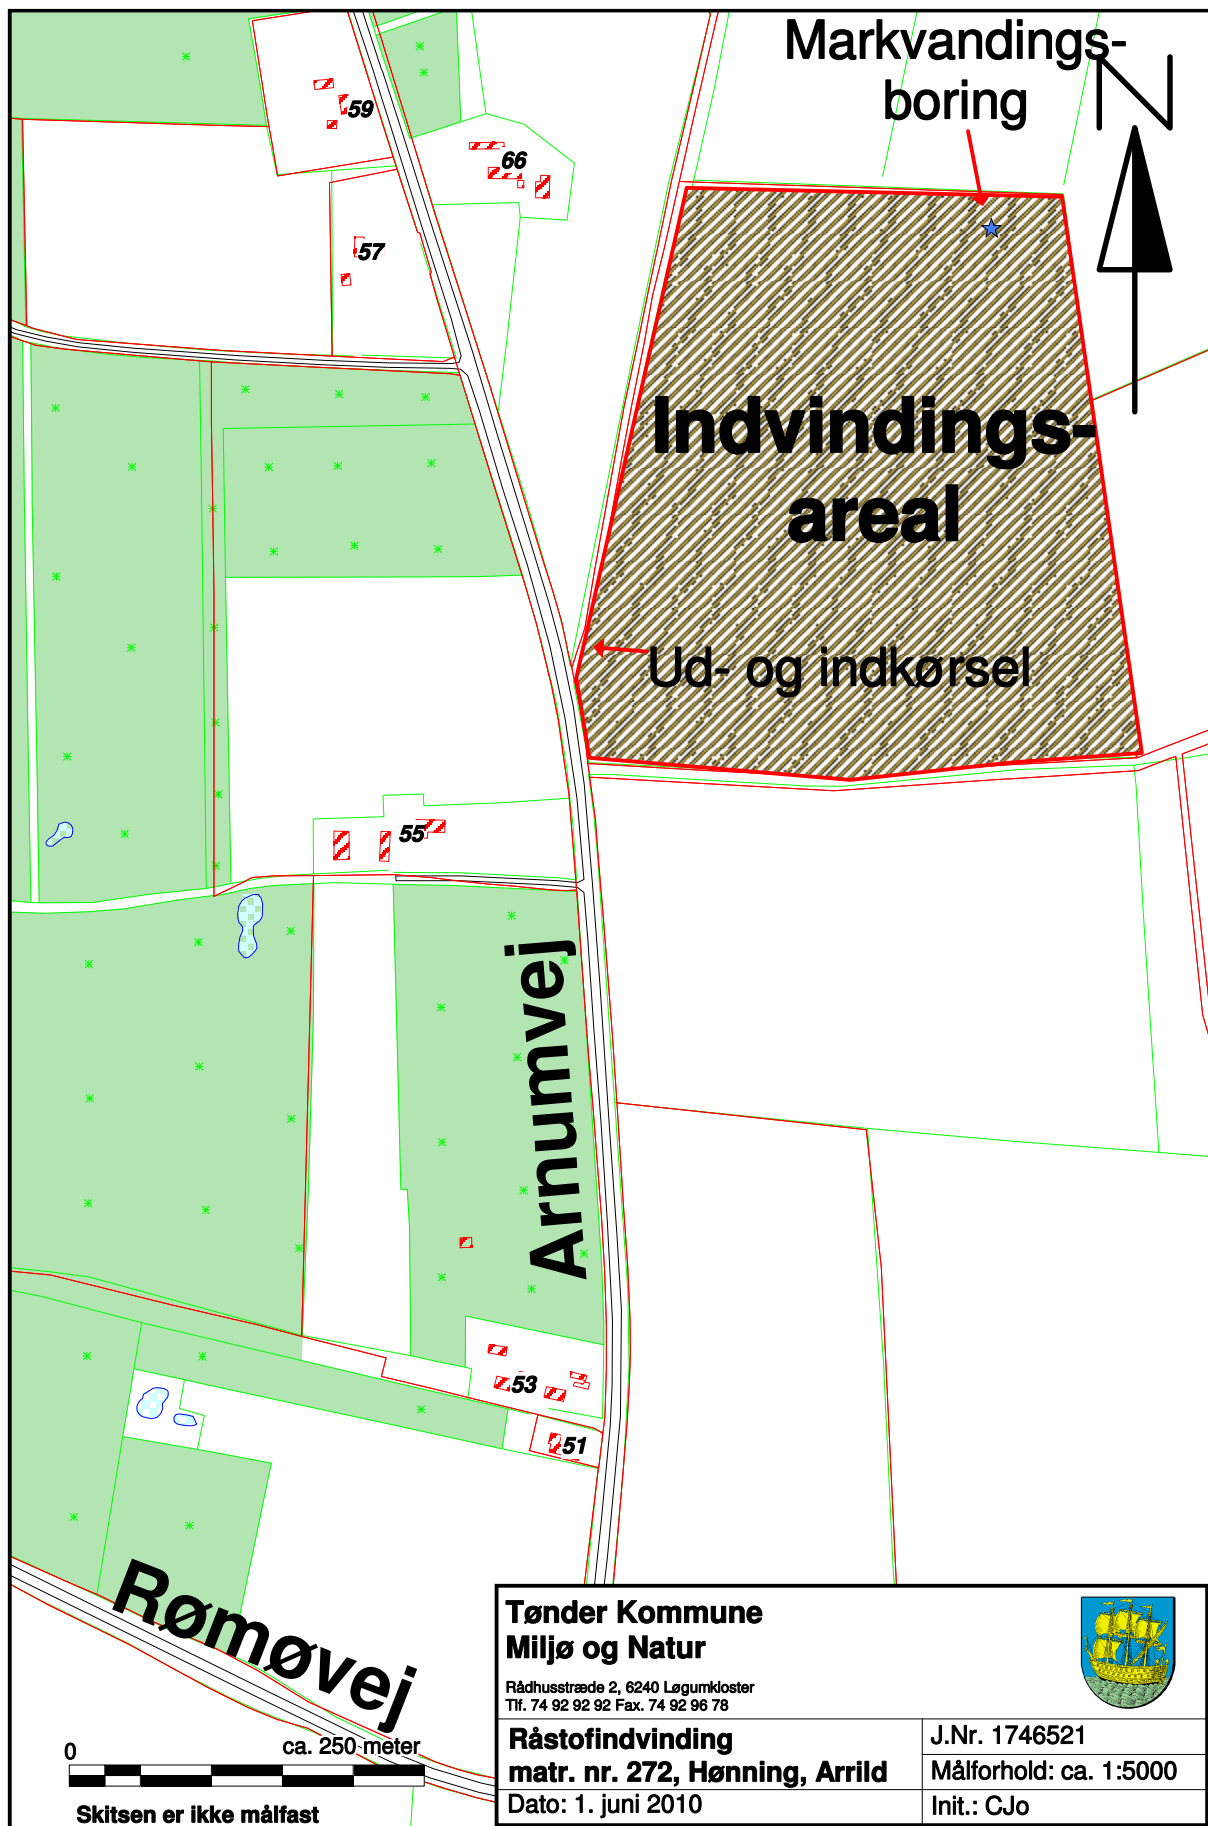 Markvandings-
boring
N
59
66
57
Indvindings-
areal
Ud- og indkørsel
55
Arnumvej
53
51
Rømøvej
0
ca. 250 meter
Skitsen er ikke målfast
Tønder Kommune
Miljø og Natur
Rådhusstræde 2, 6240 Løgumkloster
Tlf. 74 92 92 92 Fax. 74 92 96 78
Råstofindvinding
matr. nr. 272, Hønning, Arrild
Dato: 1. juni 2010
J.Nr. 1746521
Målforhold: ca. 1:5000
Init.: CJo